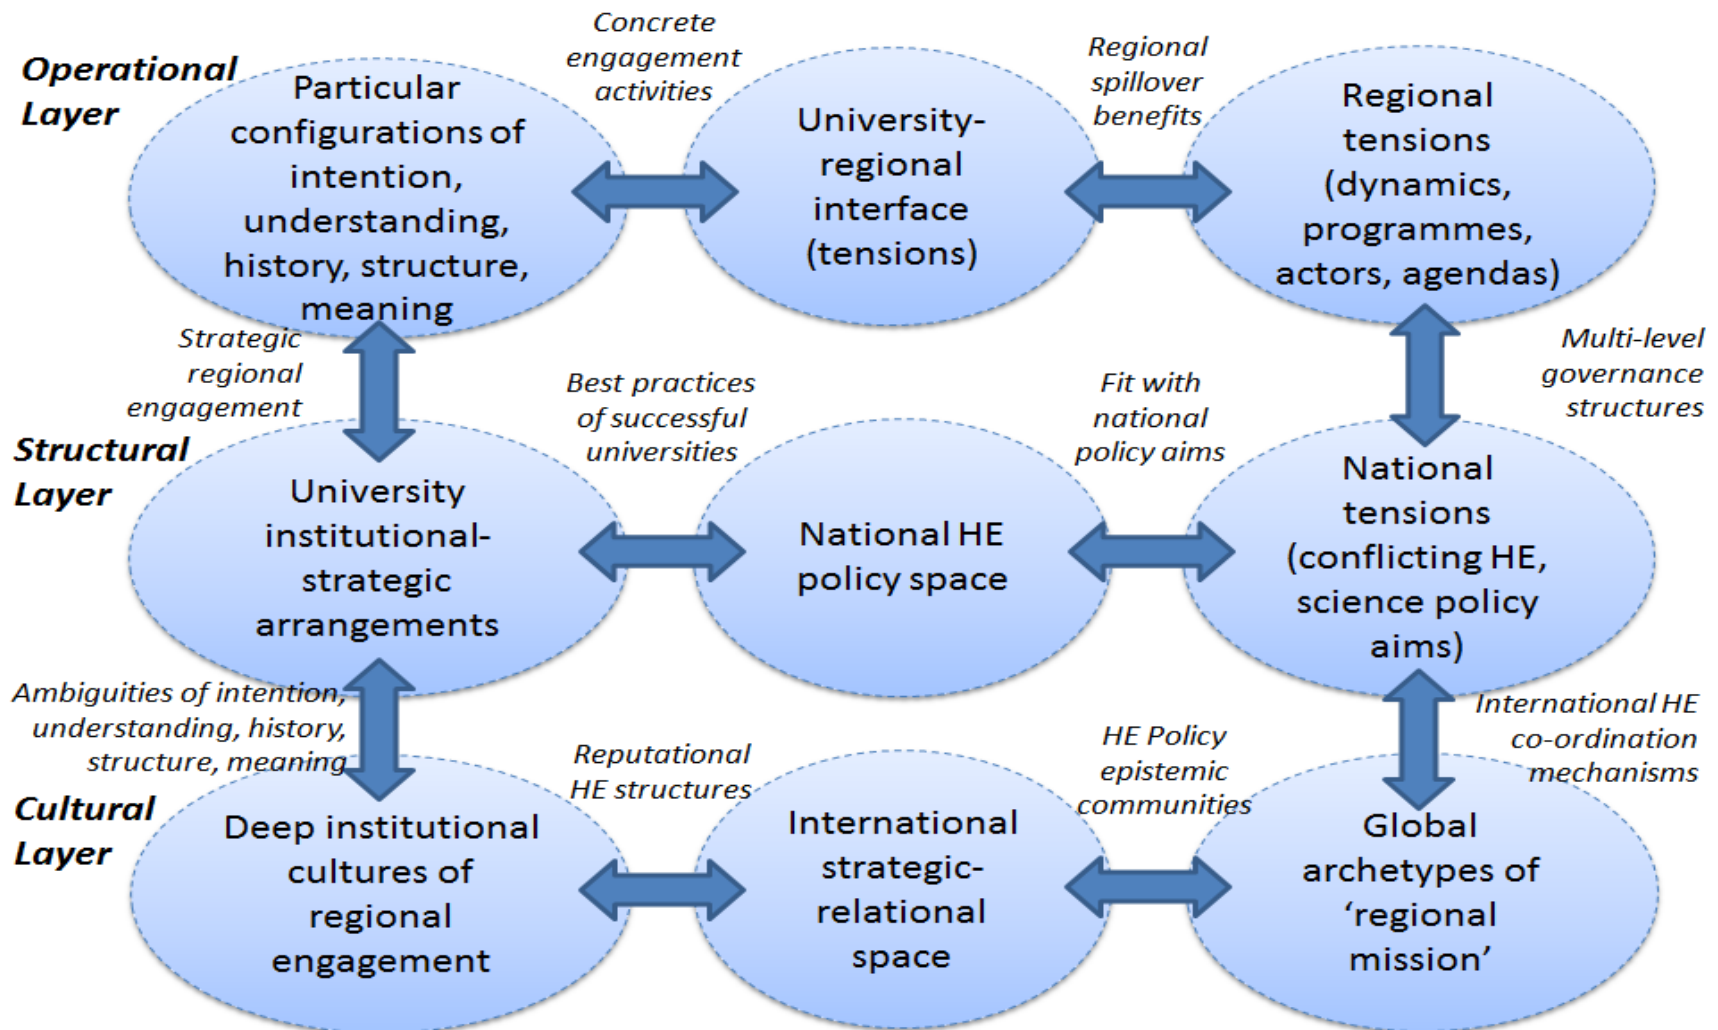 Operational
Layer
Particular
configurations of
intention,
understanding,
history, structure,
meaning
Concrete
engagement
activities
University-
regional
interface
(tensions)
Regional
spillover
benefits
Regional
tensions
(dynamics,
programmes,
actors, agendas)
Strategic
regional
engagement
Multi-level
governance
structures
Structural
Layer
University
institutional-
strategic
arrangements
Best practices
of successful
universities
National HE
policy space
Fit with
national
policy aims
National
tensions
(conflicting HE,
science policy
aims)
Ambiguities of intention,
understanding, history,
structure, meaning
International HE
co-ordination
mechanisms
Cultural
Layer
Deep institutional
cultures of
regional
engagement
Reputational
HE structures
International
strategic-
relational
space
HE Policy
epistemic
communities
Global
archetypes of
‘regional
mission’